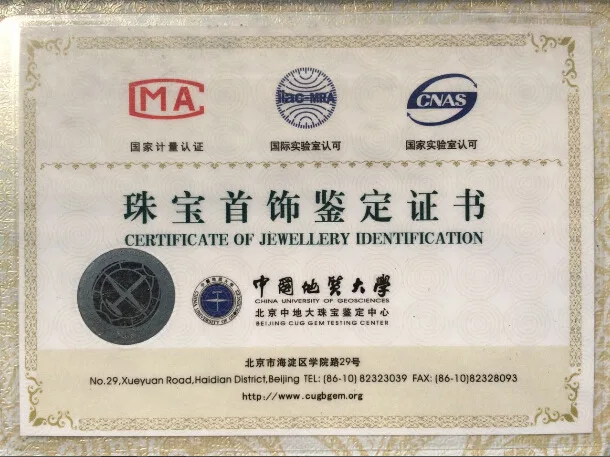 CMA
ilac-MRA
CNAS
国家计量认证
国际实验室认可
国家实验室认可
珠宝首饰鉴定证书
CERTIFICATE OF JEWELLERY IDENTIFICATION
中国地质大学
CHINA UNIVERSITY OF GEOSCIENCES
北京中地大珠宝鉴定中心
BEIJING CUG GEM TESTING CENTER
北京市海淀区学院路29号
No.29,Xueyuan Road,Haidian District,Beijing TEL: (86-10) 82323039 FAX: (86-10)82328093
http://www.cugbgem.org